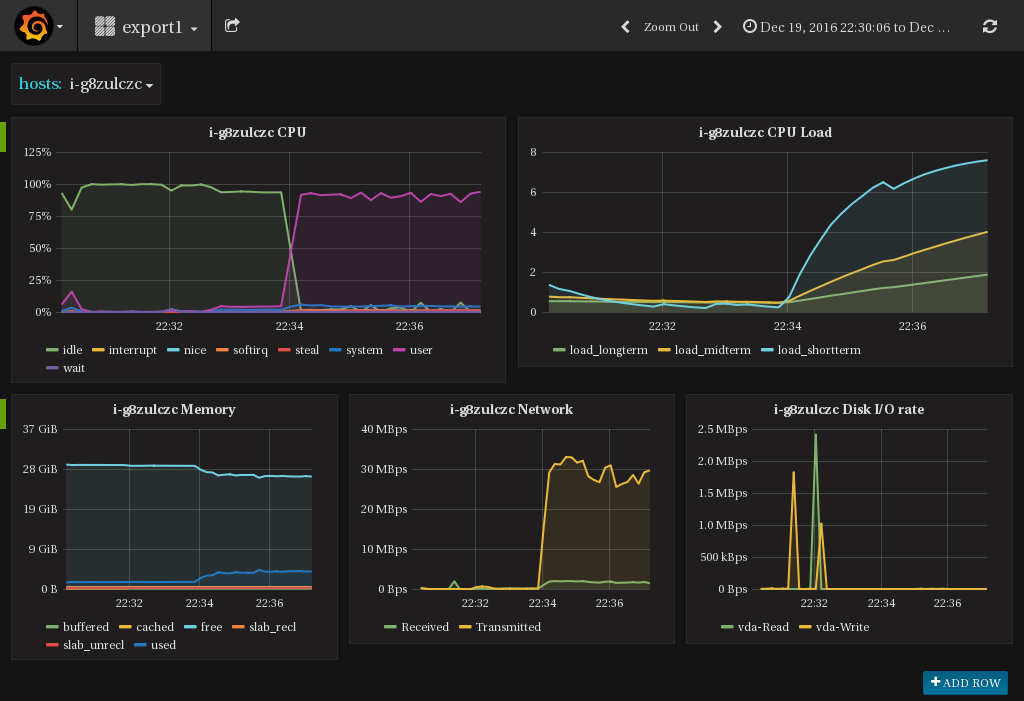 export1
Zoom Out
Dec 19, 2016 22:30:06 to Dec ...
hosts: i-g8zulczc
i-g8zulczc CPU
125%
100%
75%
50%
25%
0%
22:32 22:34 22:36
idle interrupt nice softirq steal system user
wait
i-g8zulczc CPU Load
8
6
4
2
0
22:32 22:34 22:36
load_longterm load_midterm load_shortterm
i-g8zulczc Memory
37 GiB
28 GiB
19 GiB
9 GiB
0 B
22:32 22:34 22:36
buffered cached free slab_recl
slab_unrecl used
i-g8zulczc Network
40 MBps
30 MBps
20 MBps
10 MBps
0 Bps
22:32 22:34 22:36
Received Transmitted
i-g8zulczc Disk I/O rate
2.5 MBps
2.0 MBps
1.5 MBps
1.0 MBps
500 kBps
0 Bps
22:32 22:34 22:36
vda-Read vda-Write
+ ADD ROW